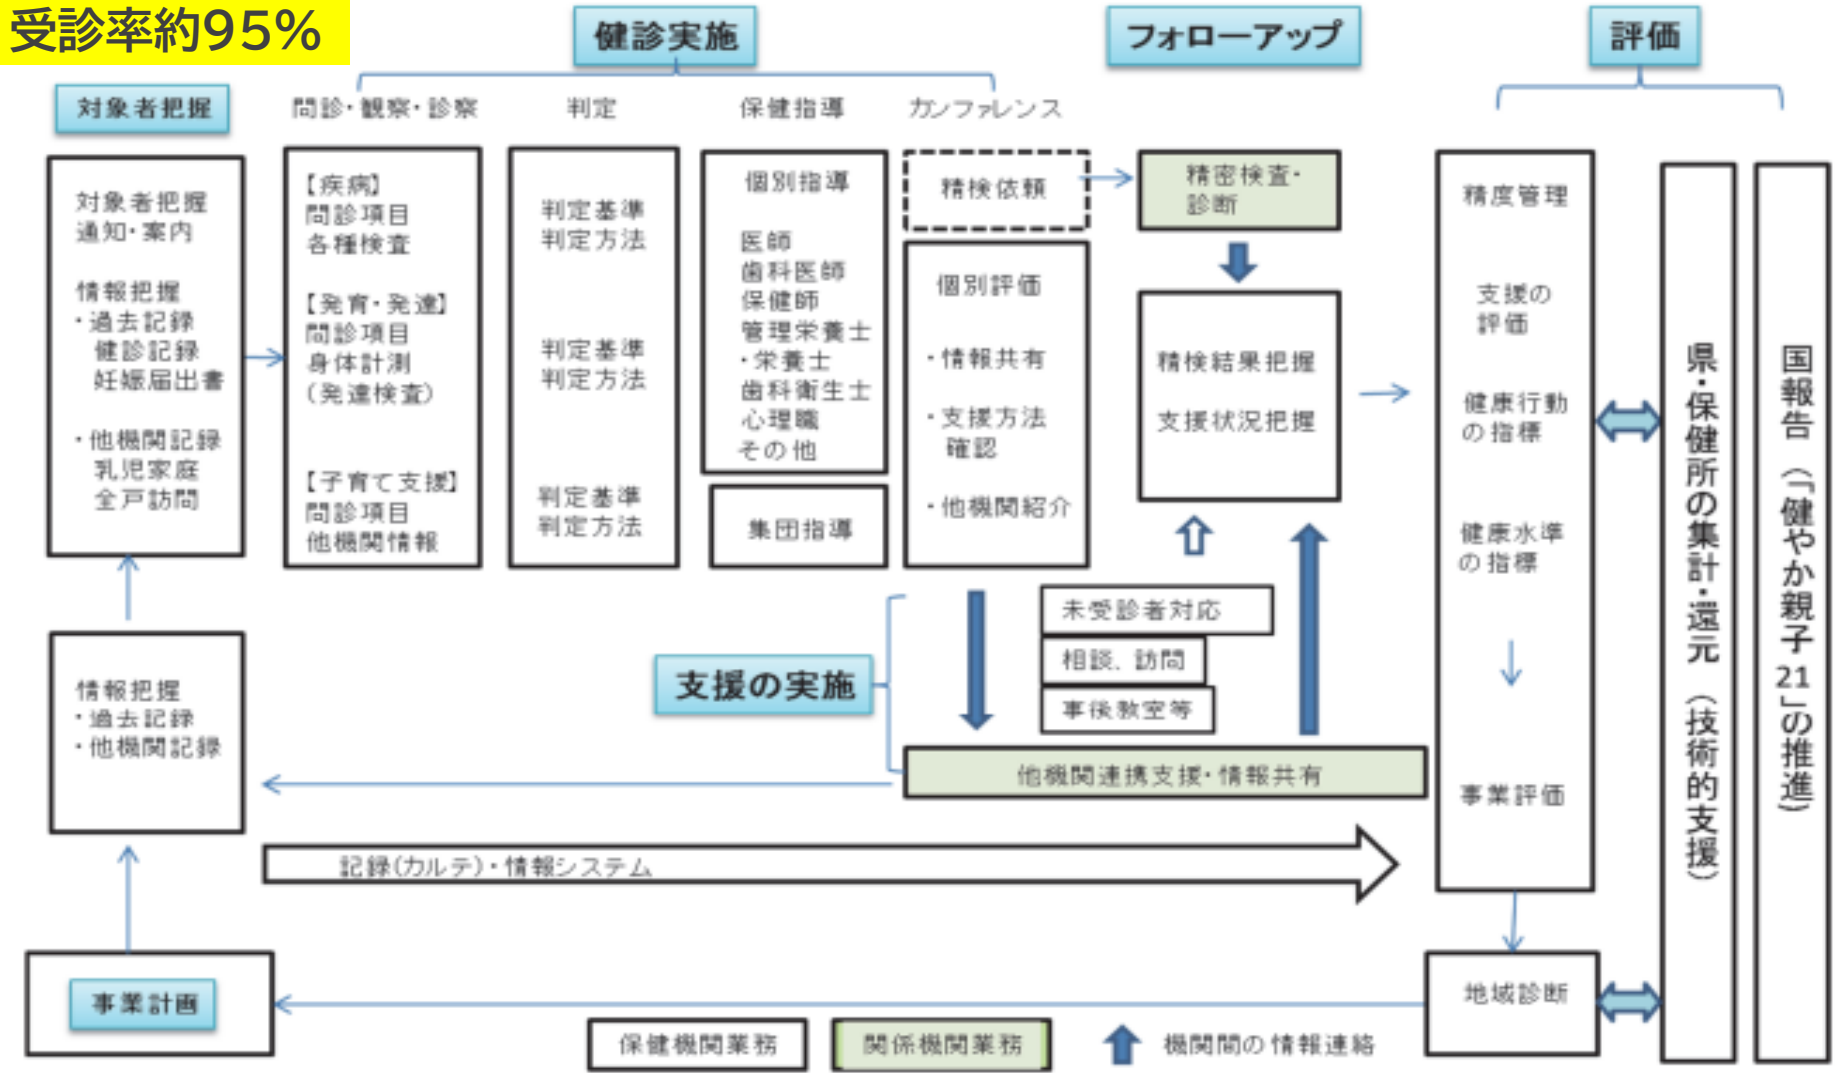 受診率約95%
健診実施
フォローアップ
評価
対象者把握
問診・観察・診察
判定
保健指導
カンファレンス
対象者把握
通知・案内
情報把握
・過去記録
健診記録
妊娠届出書
・他機関記録
乳児家庭
全戸訪問
【疾病】
問診項目
各種検査
【発育・発達】
問診項目
身体計測
(発達検査)
【子育て支援】
問診項目
他機関情報
判定基準
判定方法
判定基準
判定方法
判定基準
判定方法
個別指導
医師
歯科医師
保健師
管理栄養士
・栄養士
歯科衛生士
心理職
その他
集団指導
精検依頼
個別評価
・情報共有
・支援方法
確認
・他機関紹介
精密検査・
診断
精検結果把握
支援状況把握
精度管理
支援の
評価
健康行動
の指標
健康水準
の指標
事業評価
県・保健所の集計・還元(技術的支援)
国報告(「健やか親子21」の推進)
支援の実施
未受診者対応
相談、訪問
事後教室等
他機関連携支援・情報共有
情報把握
・過去記録
・他機関記録
記録(カルテ)・情報システム
事業計画
地域診断
保健機関業務
関係機関業務
機関間の情報連絡